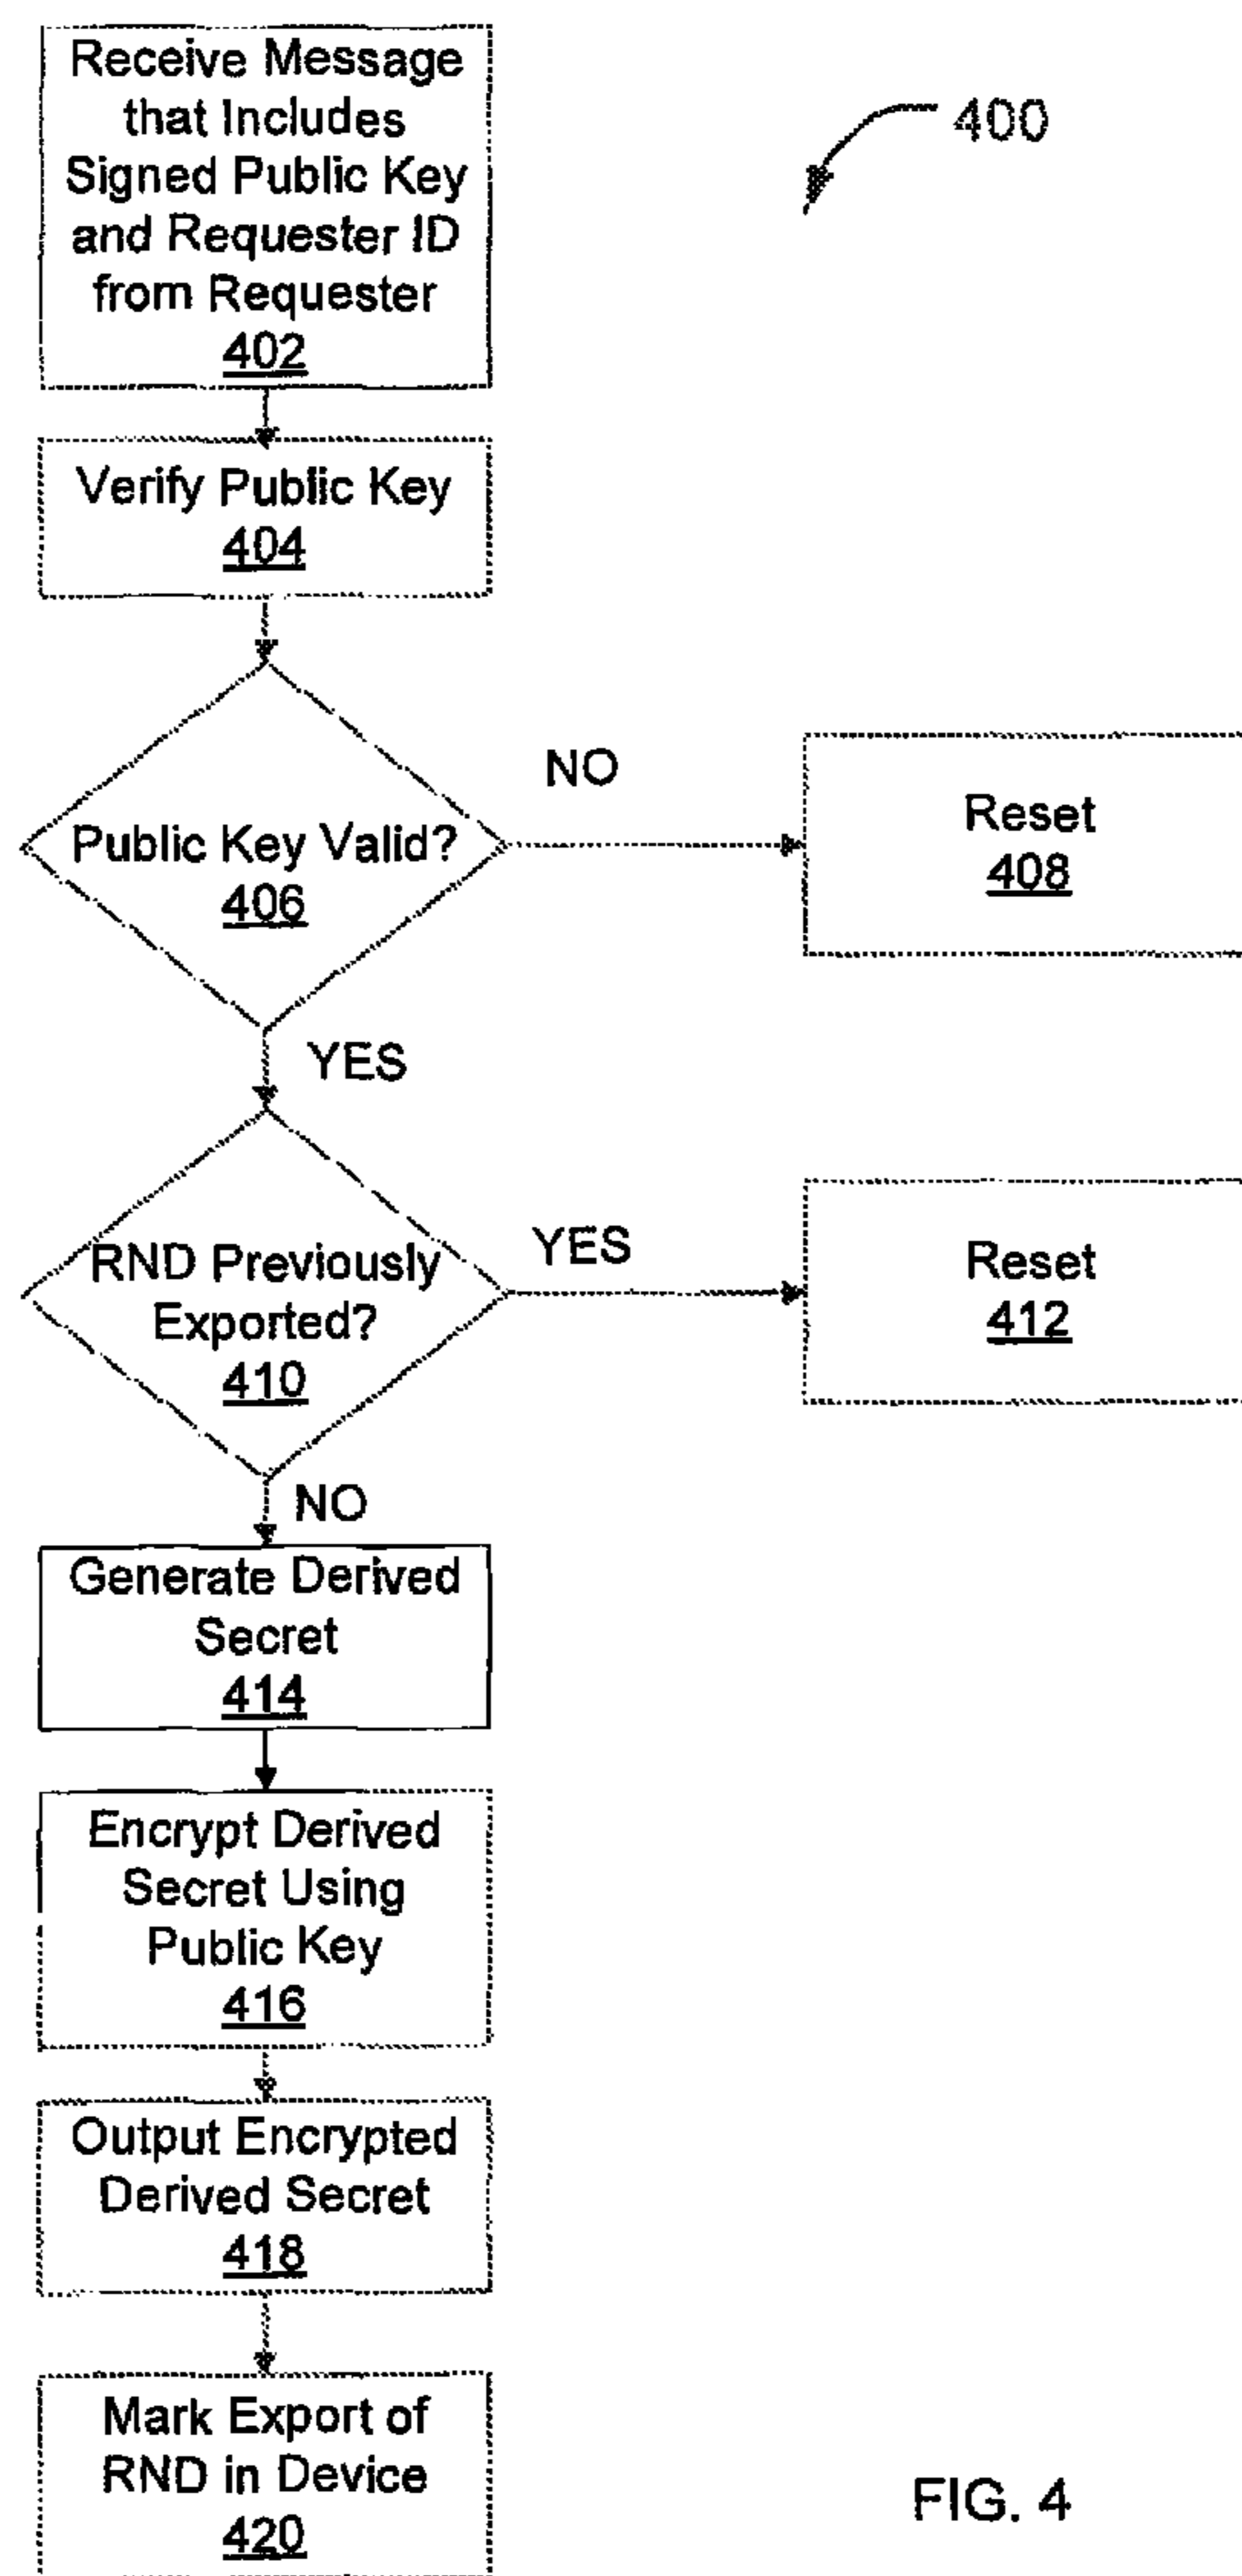 Receive Message
that Includes
Signed Public Key
and Requester ID
from Requester
402
400
Verify Public Key
404
Public Key Valid?
406
NO
Reset
408
YES
RND Previously
Exported?
410
YES
Reset
412
NO
Generate Derived
Secret
414
Encrypt Derived
Secret Using
Public Key
416
Output Encrypted
Derived Secret
418
Mark Export of
RND in Device
420
FIG. 4